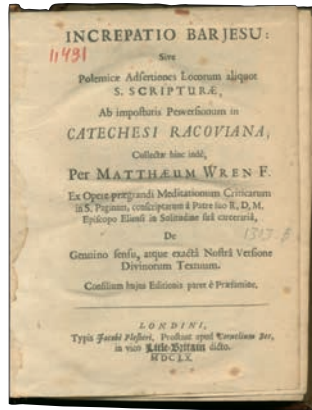 INCREPATIO BARJESU:
11491
Sive
Polemicæ Adsertiones Locorum aliquot
S. SCRIPTURÆ,
Ab imposturis Perversionum in
CATECHESI RACOVIANA,
Collectæ hinc indè,
Per MATTHÆUM WREN F.
Ex Opere prægrandi Meditationum Criticarum
in S. Paginam, conscriptarum à Patre suo R, D, M,
Episcopo Eliensi in Solitudine suâ carcerariâ,
De
Genuino sensu, atque exactâ Nostrâ Versione
Divinorum Textuum.
Consilium hujus Editionis patet è Præfamine,
LONDINI,
Typis Jacobi Flesheri, Prostant apud Cornelium Bee,
in vico Little-Britain dicto.
MDCLX.